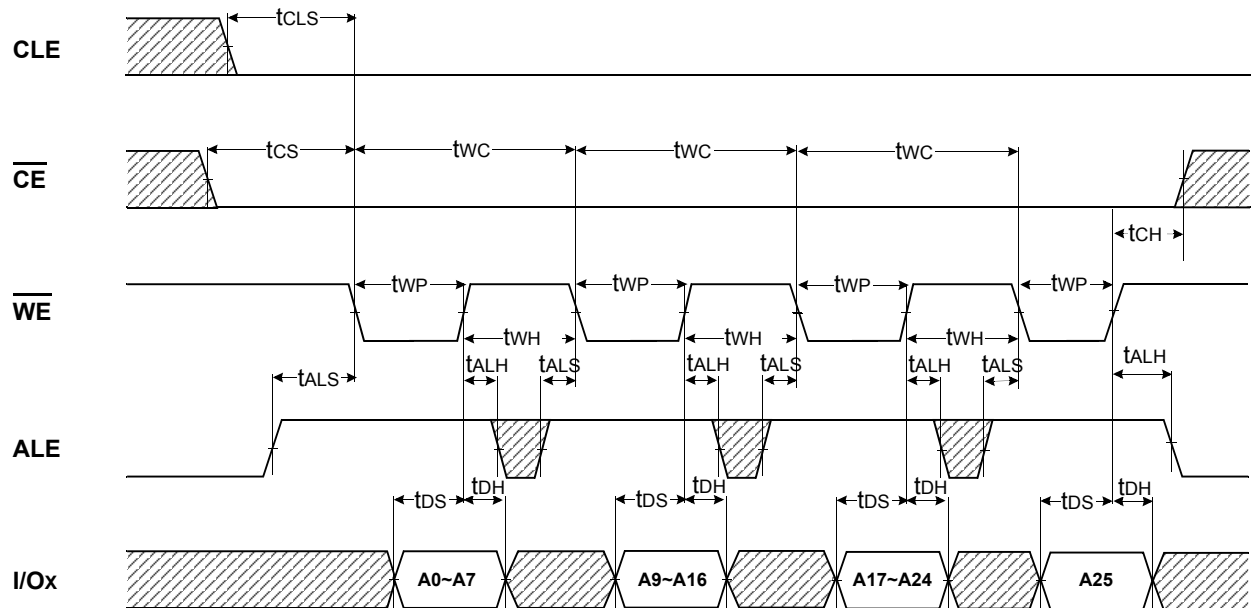 tCLS
CLE
tCS tWC tWC tWC
CE
tCH
tWP tWP tWP tWP
WE
tWH tWH tWH
tALH tALS tALH tALS tALH tALS tALH
tALS
ALE
tDS tDH tDS tDH tDS tDH tDS tDH
I/Ox A0~A7 A9~A16 A17~A24 A25